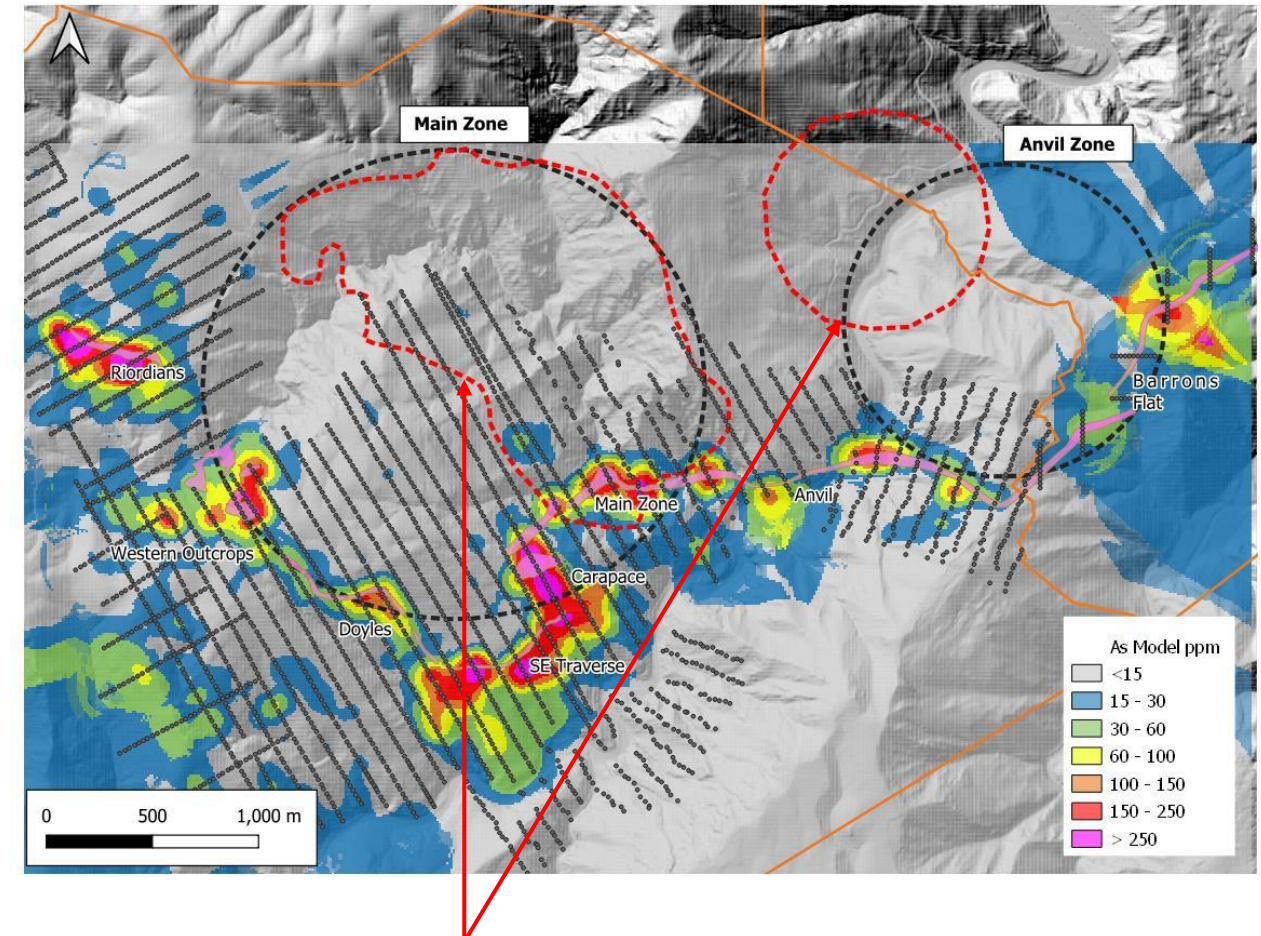 Main Zone
Anvil Zone
Riordians
Barrons
Flat
Main Zone
Anvil
Western Outcrops
Carapace
Doyles
SE Traverse
As Model ppm
<15
15 - 30
30 - 60
60 - 100
100 - 150
150 - 250
> 250
0 500 1,000 m